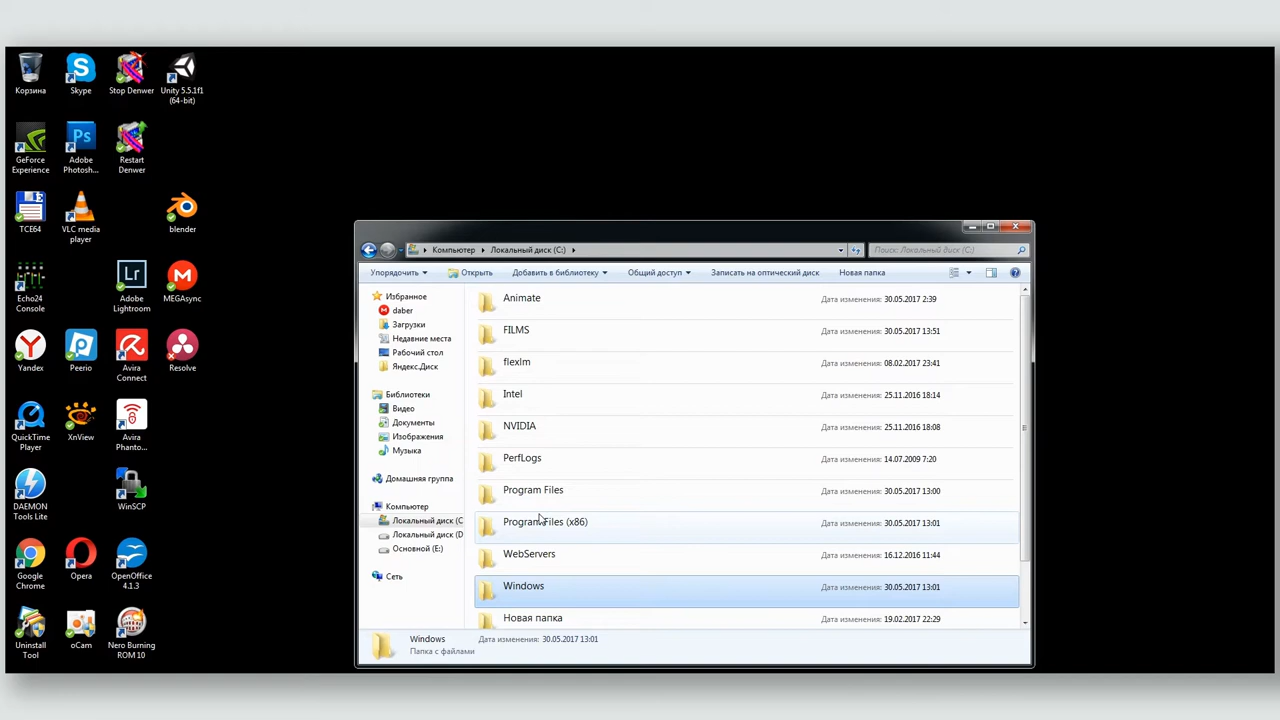 Корзина
Skype
Stop Denwer
Unity 5.5.1f1
(64-bit)
GeForce
Experience
Adobe
Photosh...
Restart
Denwer
TCE64
VLC media
player
blender
Echo24
Console
Adobe
Lightroom
MEGAsync
Yandex
Peerio
Avira
Connect
Resolve
QuickTime
Player
XnView
Avira
Phanto...
DAEMON
Tools Lite
WinSCP
Google
Chrome
Opera
OpenOffice
4.1.3
Uninstall
Tool
oCam
Nero Burning
ROM 10
Компьютер
Локальный диск (C:)
Поиск: Локальный диск (C:)
Упорядочить
Открыть
Добавить в библиотеку
Общий доступ
Записать на оптический диск
Новая папка
Избранное
daber
Загрузки
Недавние места
Рабочий стол
Яндекс.Диск
Библиотеки
Видео
Документы
Изображения
Музыка
Домашняя группа
Компьютер
Локальный диск (C
Локальный диск (D
Основной (E:)
Сеть
Animate Дата изменения: 30.05.2017 2:39
FILMS Дата изменения: 30.05.2017 13:51
flexlm Дата изменения: 08.02.2017 23:41
Intel Дата изменения: 25.11.2016 18:14
NVIDIA Дата изменения: 25.11.2016 18:08
PerfLogs Дата изменения: 14.07.2009 7:20
Program Files Дата изменения: 30.05.2017 13:00
Program Files (x86) Дата изменения: 30.05.2017 13:01
WebServers Дата изменения: 16.12.2016 11:44
Windows Дата изменения: 30.05.2017 13:01
Новая папка Дата изменения: 19.02.2017 22:29
Windows Дата изменения: 30.05.2017 13:01
Папка с файлами